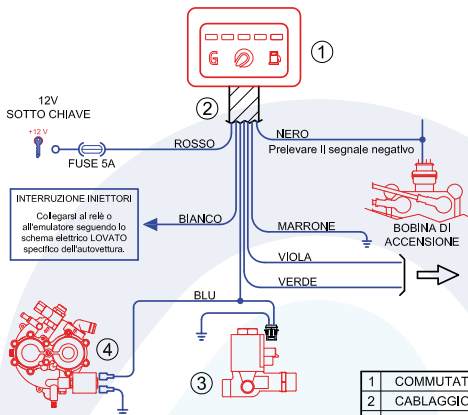 G
1
2
12V
SOTTO CHIAVE
+12 V
FUSE 5A
ROSSO
NERO
Prelevare il segnale negativo
INTERRUZIONE INIETTORI
Collegarsi al relè o
all'emulatore seguendo lo
schema elettrico LOVATO
specifico dell'autovettura.
BIANCO
MARRONE
BOBINA DI
ACCENSIONE
VIOLA
VERDE
BLU
4
3
1 COMMUTAT
2 CABLAGGIO